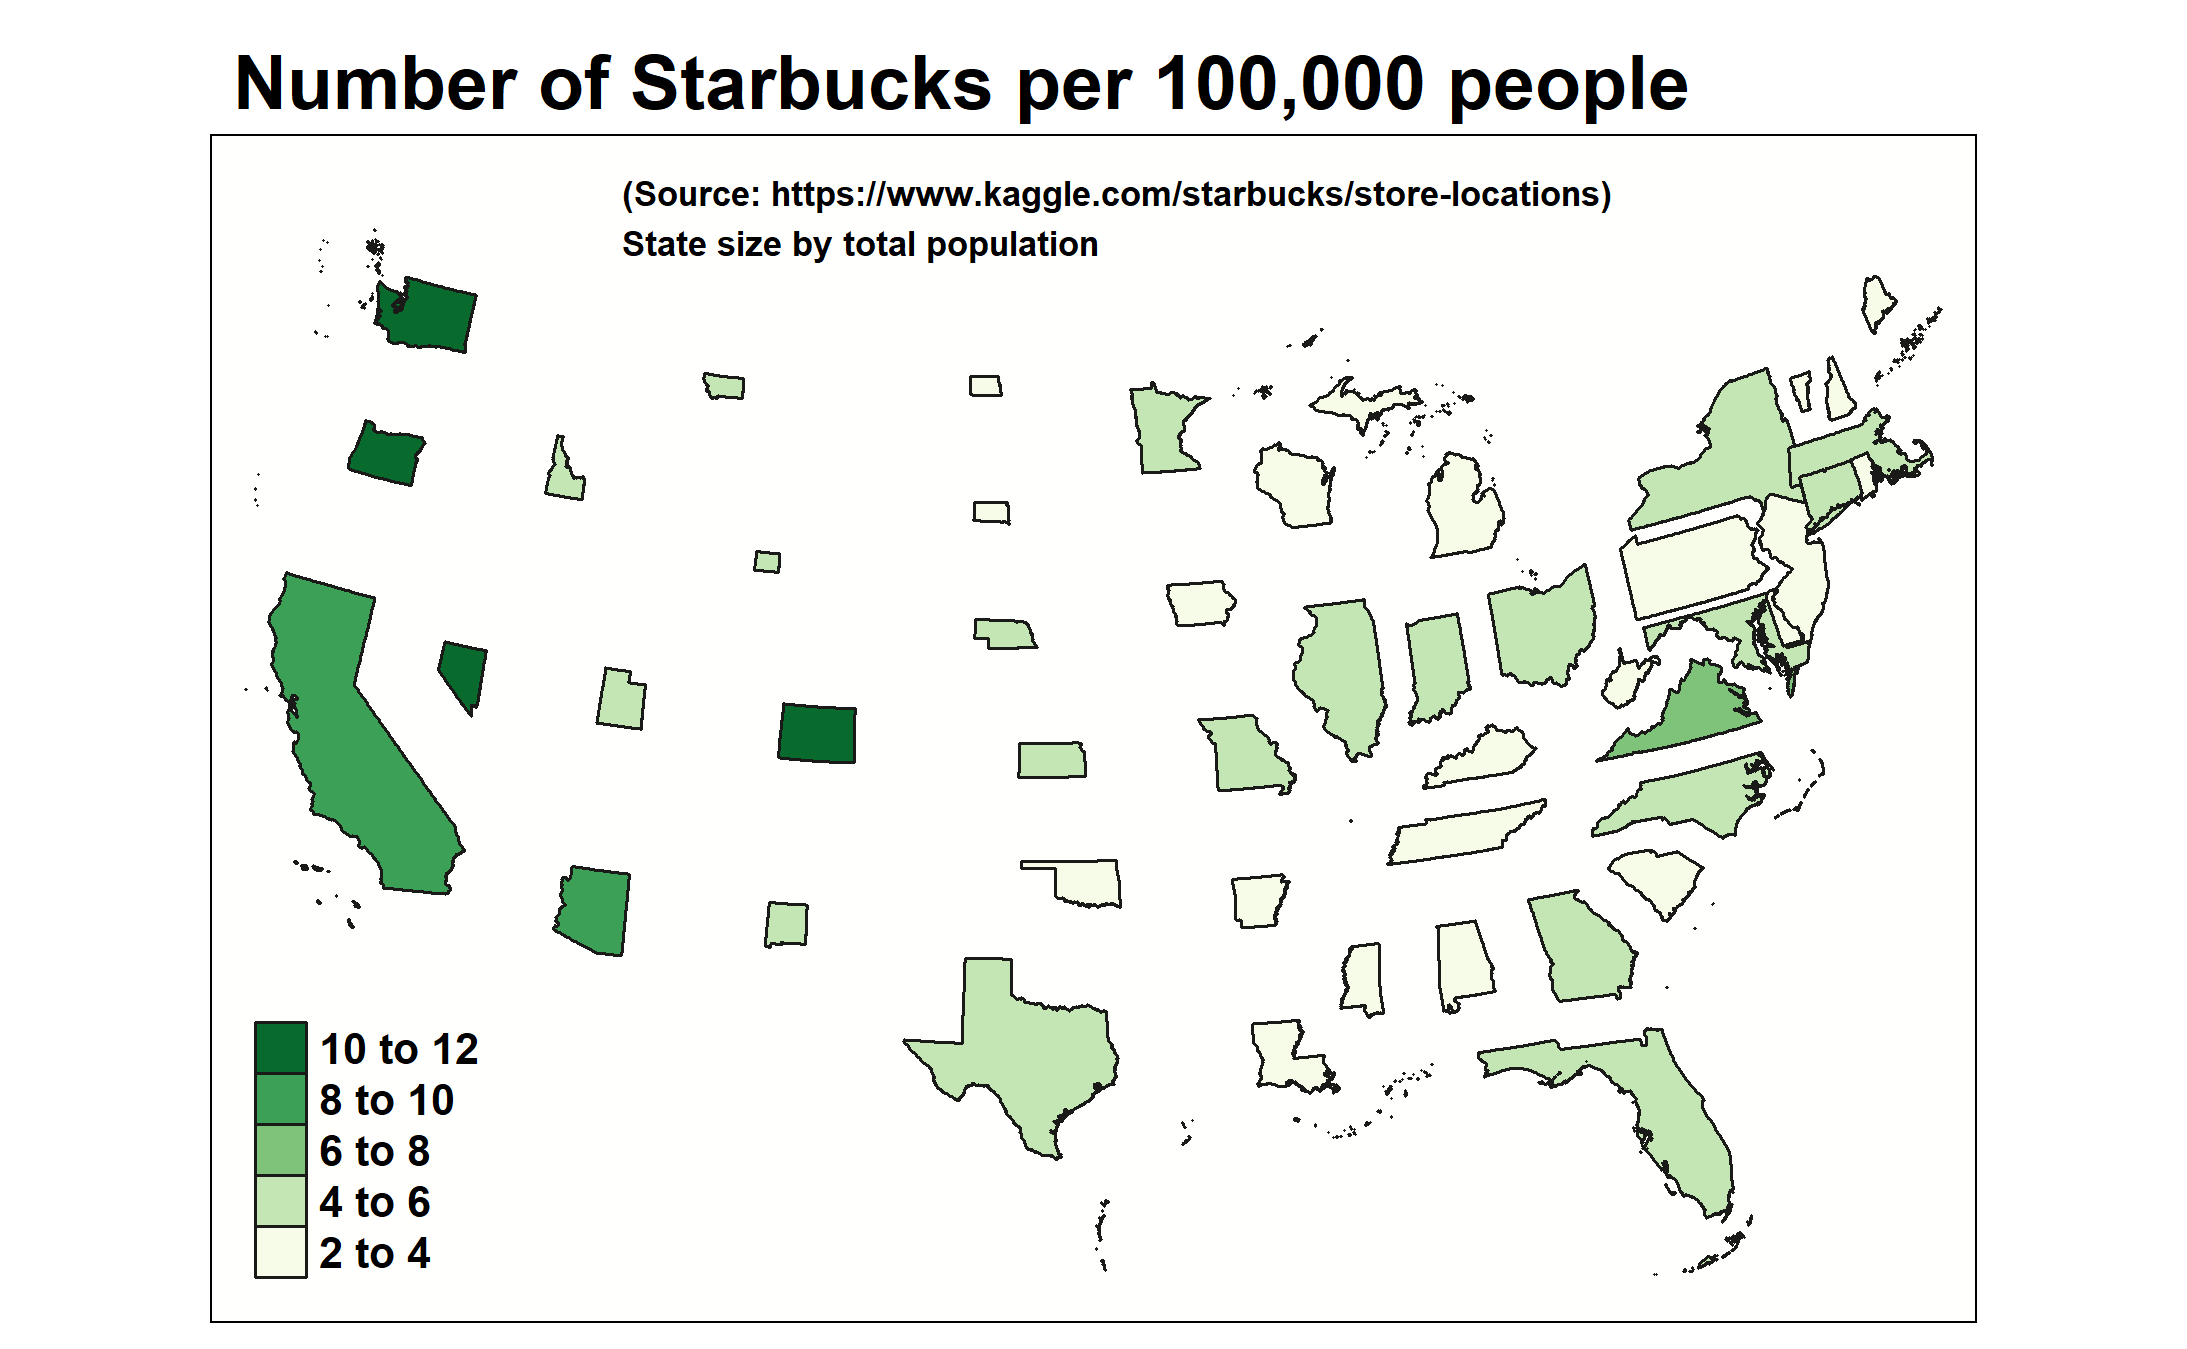 Number of Starbucks per 100,000 people
(Source: https://www.kaggle.com/starbucks/store-locations)
State size by total population
10 to 12
8 to 10
6 to 8
4 to 6
2 to 4